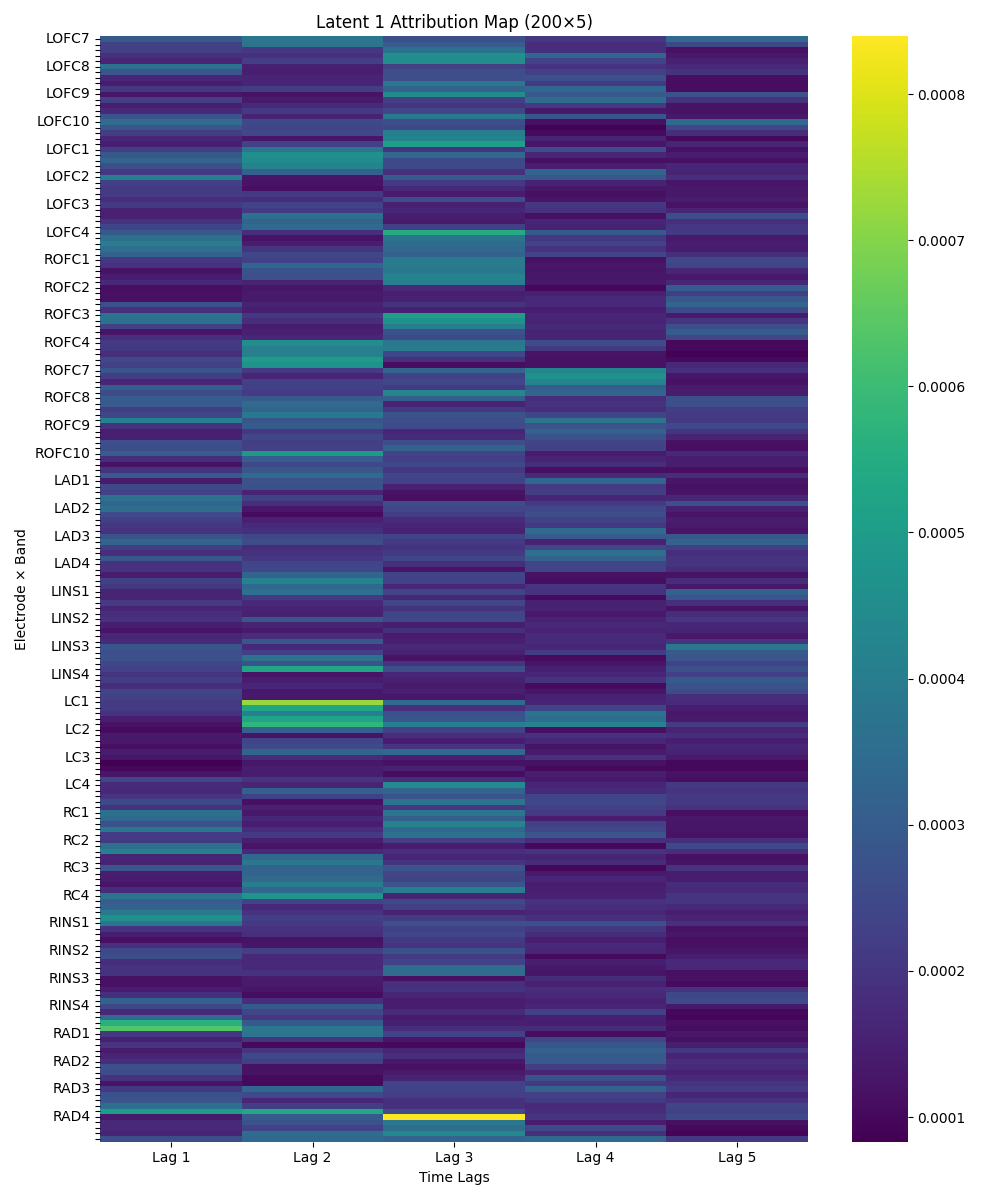 Latent 1 Attribution Map (200×5)
LOFC7
LOFC8
LOFC9
LOFC10
LOFC1
LOFC2
LOFC3
LOFC4
ROFC1
ROFC2
ROFC3
ROFC4
ROFC7
ROFC8
ROFC9
ROFC10
LAD1
LAD2
LAD3
LAD4
LINS1
LINS2
LINS3
LINS4
LC1
LC2
LC3
LC4
RC1
RC2
RC3
RC4
RINS1
RINS2
RINS3
RINS4
RAD1
RAD2
RAD3
RAD4
Electrode × Band
Lag 1 Lag 2 Lag 3 Lag 4 Lag 5
Time Lags
0.0008
0.0007
0.0006
0.0005
0.0004
0.0003
0.0002
0.0001